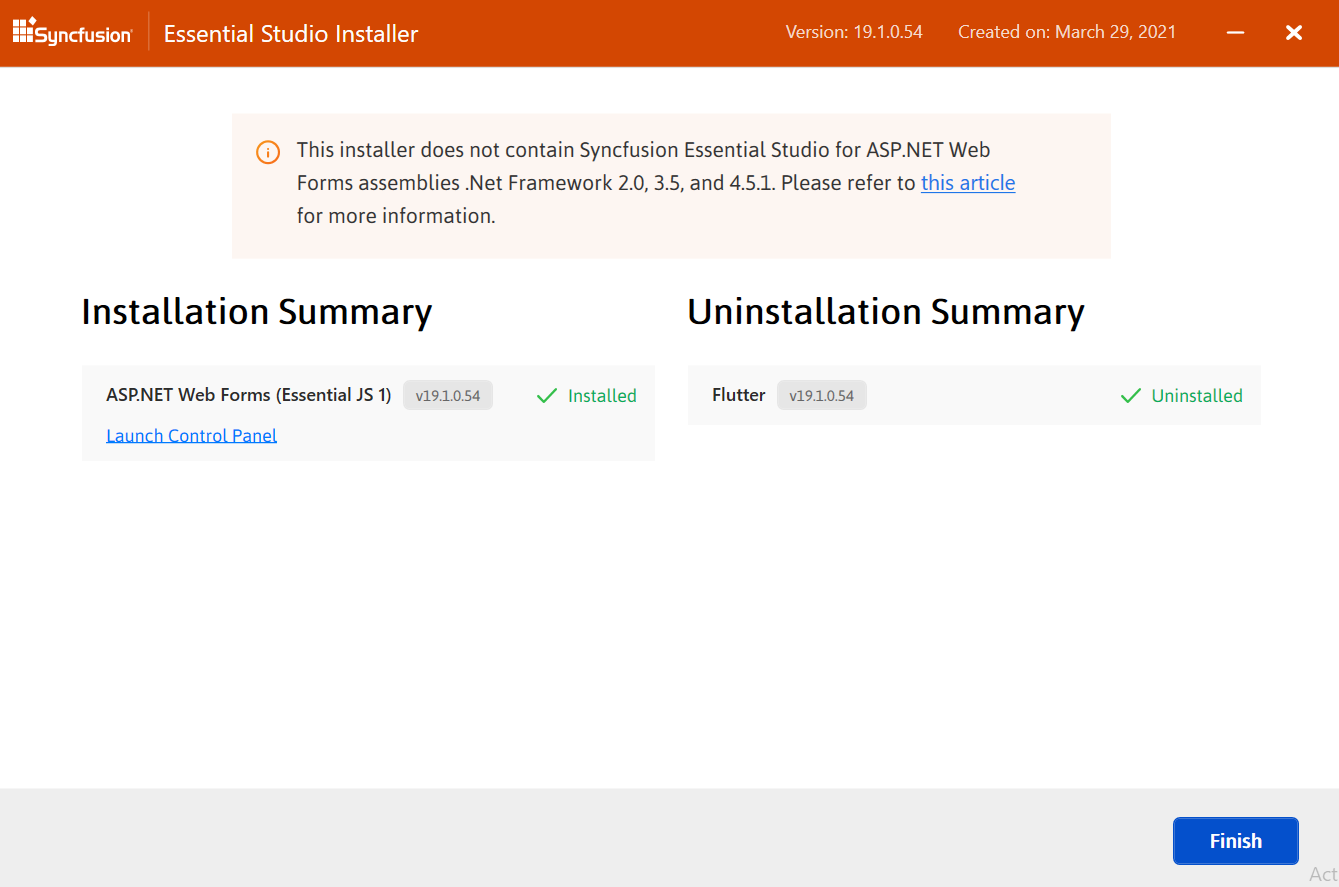 Syncfusion
Essential Studio Installer
Version: 19.1.0.54
Created on: March 29, 2021
This installer does not contain Syncfusion Essential Studio for ASP.NET Web
Forms assemblies .Net Framework 2.0, 3.5, and 4.5.1. Please refer to this article
for more information.
Installation Summary
ASP.NET Web Forms (Essential JS 1)
v19.1.0.54
Installed
Launch Control Panel
Uninstallation Summary
Flutter
v19.1.0.54
Uninstalled
Finish
Act